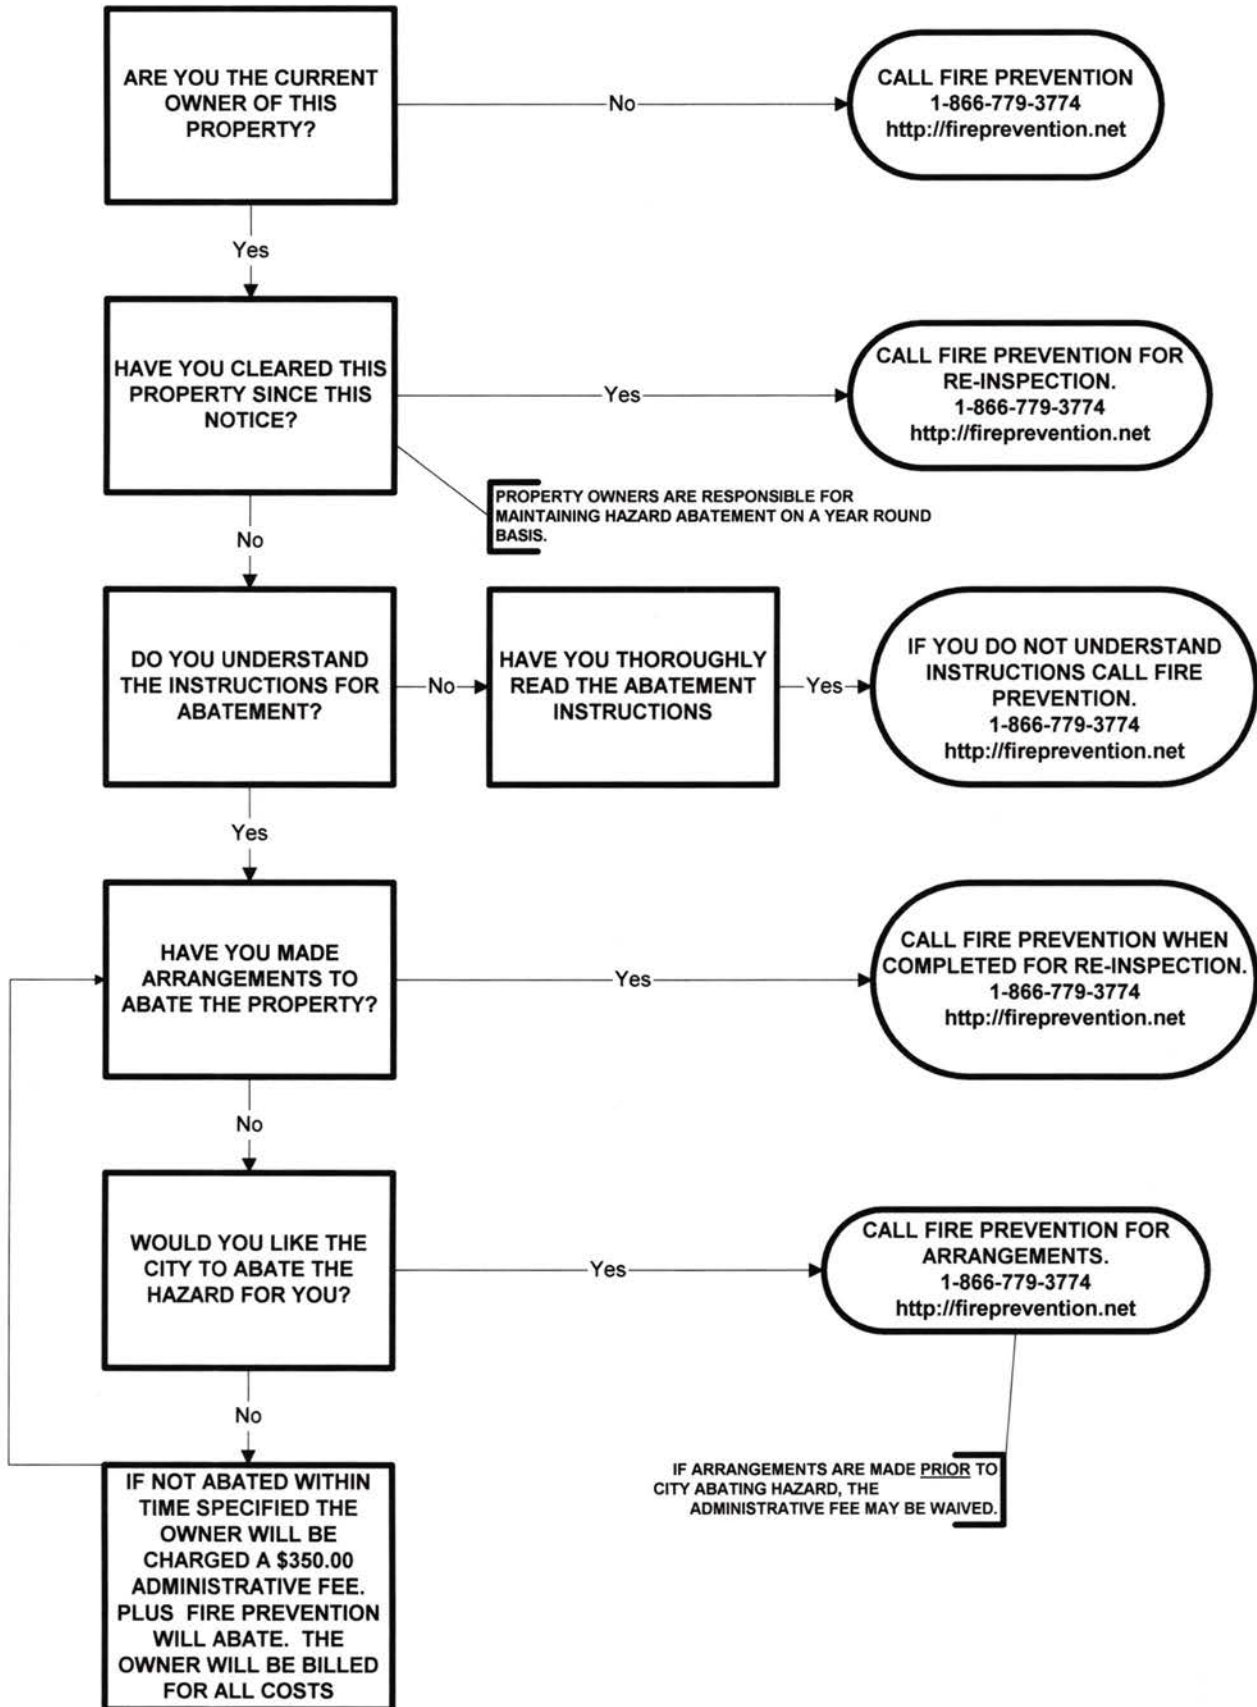 ARE YOU THE CURRENT
OWNER OF THIS
PROPERTY?
No
CALL FIRE PREVENTION
1-866-779-3774
http://fireprevention.net
Yes
HAVE YOU CLEARED THIS
PROPERTY SINCE THIS
NOTICE?
Yes
CALL FIRE PREVENTION FOR
RE-INSPECTION.
1-866-779-3774
http://fireprevention.net
PROPERTY OWNERS ARE RESPONSIBLE FOR
MAINTAINING HAZARD ABATEMENT ON A YEAR ROUND
BASIS.
No
DO YOU UNDERSTAND
THE INSTRUCTIONS FOR
ABATEMENT?
No
HAVE YOU THOROUGHLY
READ THE ABATEMENT
INSTRUCTIONS
Yes
IF YOU DO NOT UNDERSTAND
INSTRUCTIONS CALL FIRE
PREVENTION.
1-866-779-3774
http://fireprevention.net
Yes
HAVE YOU MADE
ARRANGEMENTS TO
ABATE THE PROPERTY?
Yes
CALL FIRE PREVENTION WHEN
COMPLETED FOR RE-INSPECTION.
1-866-779-3774
http://fireprevention.net
No
WOULD YOU LIKE THE
CITY TO ABATE THE
HAZARD FOR YOU?
Yes
CALL FIRE PREVENTION FOR
ARRANGEMENTS.
1-866-779-3774
http://fireprevention.net
No
IF ARRANGEMENTS ARE MADE PRIOR TO
CITY ABATING HAZARD, THE
ADMINISTRATIVE FEE MAY BE WAIVED.
IF NOT ABATED WITHIN
TIME SPECIFIED THE
OWNER WILL BE
CHARGED A $350.00
ADMINISTRATIVE FEE.
PLUS FIRE PREVENTION
WILL ABATE. THE
OWNER WILL BE BILLED
FOR ALL COSTS